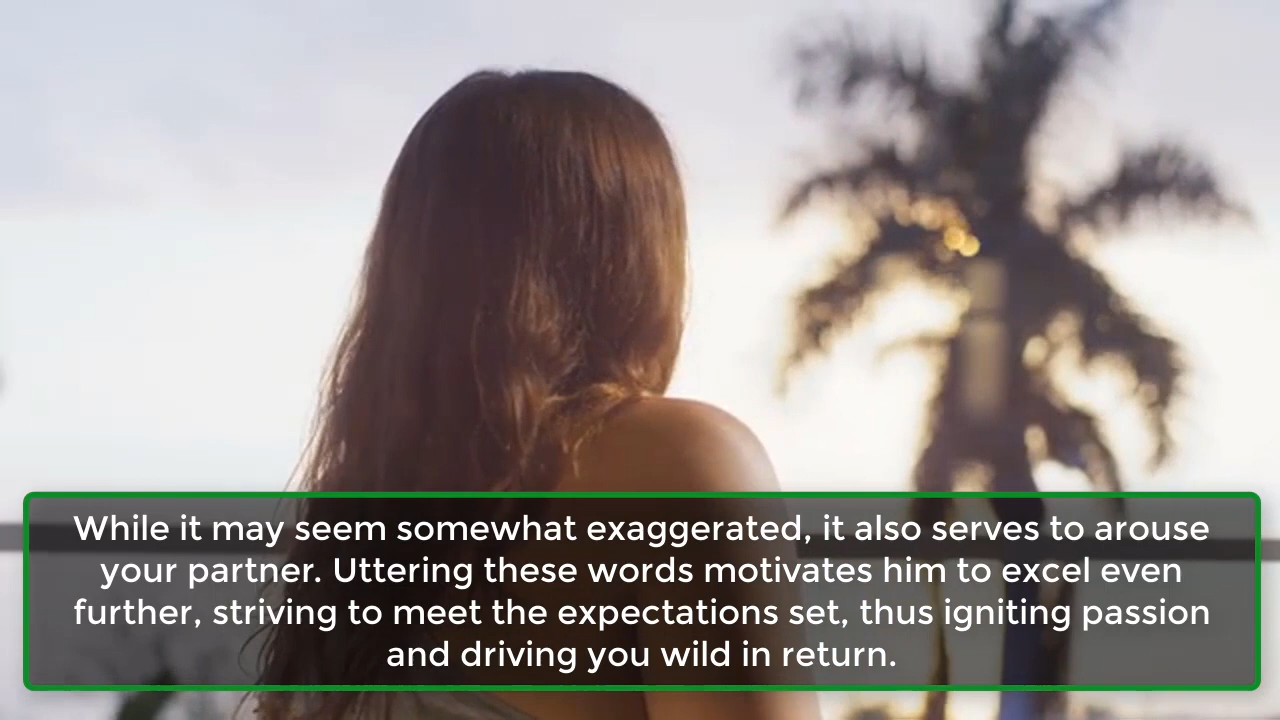 While it may seem somewhat exaggerated, it also serves to arouse
your partner. Uttering these words motivates him to excel even
further, striving to meet the expectations set, thus igniting passion
and driving you wild in return.